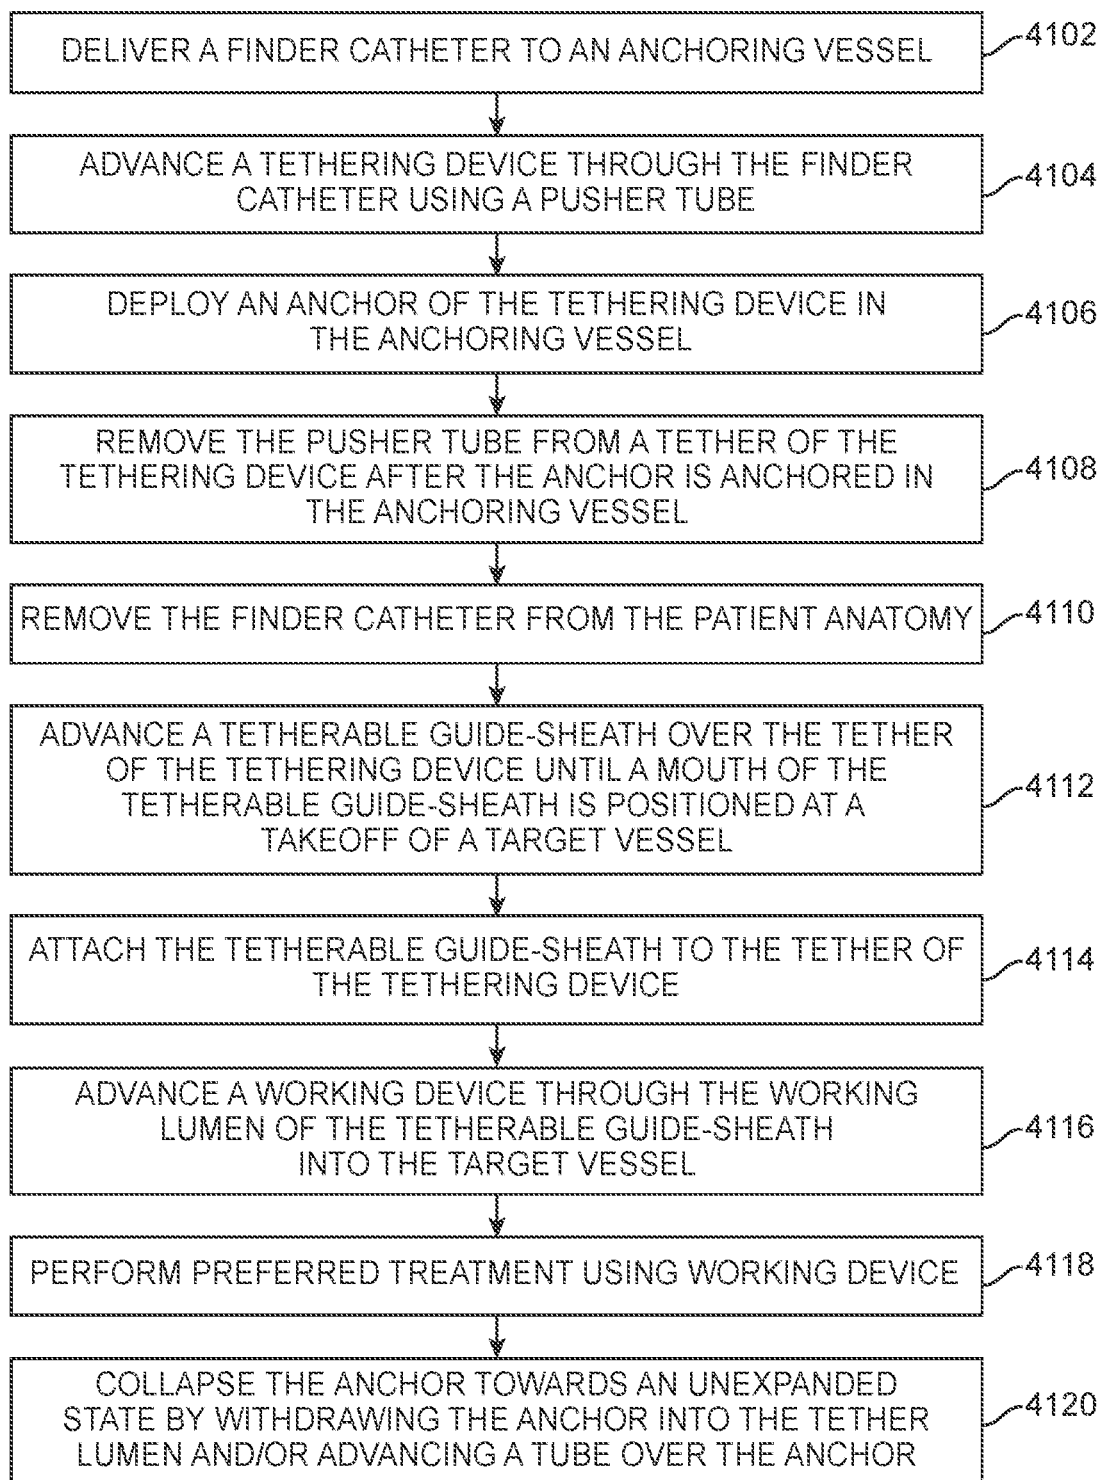 DELIVER A FINDER CATHETER TO AN ANCHORING VESSEL
4102
ADVANCE A TETHERING DEVICE THROUGH THE FINDER
CATHETER USING A PUSHER TUBE
4104
DEPLOY AN ANCHOR OF THE TETHERING DEVICE IN
THE ANCHORING VESSEL
4106
REMOVE THE PUSHER TUBE FROM A TETHER OF THE
TETHERING DEVICE AFTER THE ANCHOR IS ANCHORED IN
THE ANCHORING VESSEL
4108
REMOVE THE FINDER CATHETER FROM THE PATIENT ANATOMY
4110
ADVANCE A TETHERABLE GUIDE-SHEATH OVER THE TETHER
OF THE TETHERING DEVICE UNTIL A MOUTH OF THE
TETHERABLE GUIDE-SHEATH IS POSITIONED AT A
TAKEOFF OF A TARGET VESSEL
4112
ATTACH THE TETHERABLE GUIDE-SHEATH TO THE TETHER OF
THE TETHERING DEVICE
4114
ADVANCE A WORKING DEVICE THROUGH THE WORKING
LUMEN OF THE TETHERABLE GUIDE-SHEATH
INTO THE TARGET VESSEL
4116
PERFORM PREFERRED TREATMENT USING WORKING DEVICE
4118
COLLAPSE THE ANCHOR TOWARDS AN UNEXPANDED
STATE BY WITHDRAWING THE ANCHOR INTO THE TETHER
LUMEN AND/OR ADVANCING A TUBE OVER THE ANCHOR
4120